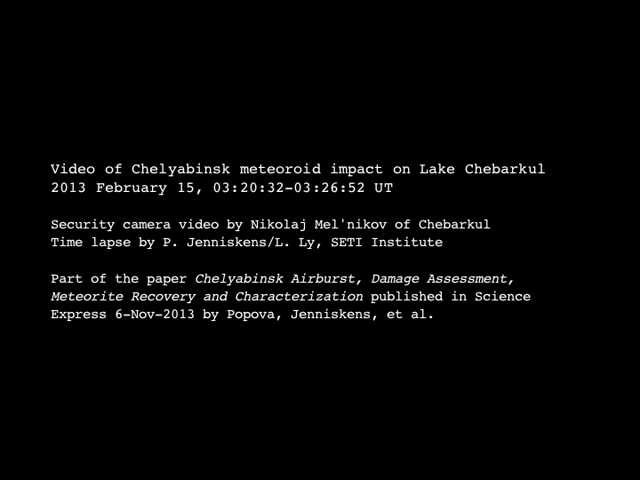 Video of Chelyabinsk meteoroid impact on Lake Chebarkul
2013 February 15, 03:20:32-03:26:52 UT
Security camera video by Nikolaj Mel'nikov of Chebarkul
Time lapse by P. Jenniskens/L. Ly, SETI Institute
Part of the paper Chelyabinsk Airburst, Damage Assessment,
Meteorite Recovery and Characterization published in Science
Express 6-Nov-2013 by Popova, Jenniskens, et al.